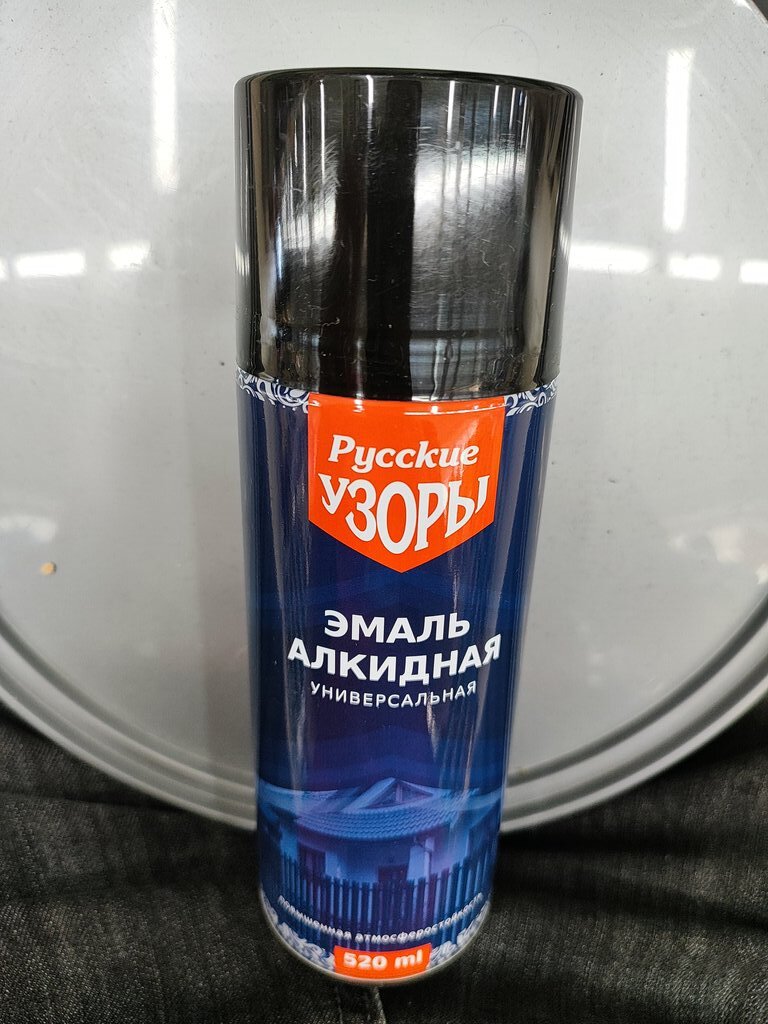 Русские
УЗОРЫ
ЭМАЛЬ
АЛКИДНАЯ
УНИВЕРСАЛЬНАЯ
повышенная атмосферостойкость
520 ml